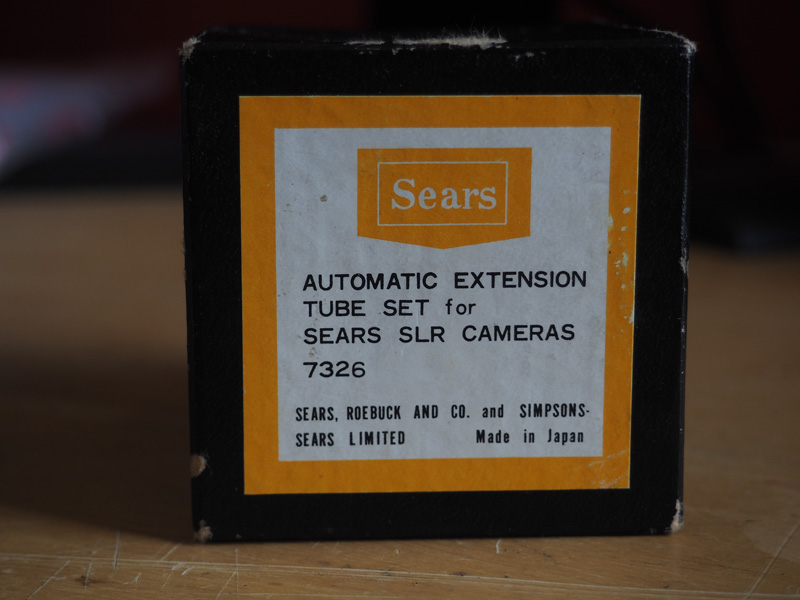 Sears
AUTOMATIC EXTENSION
TUBE SET for
SEARS SLR CAMERAS
7326
SEARS, ROEBUCK AND CO. and SIMPSONS-
SEARS LIMITED Made in Japan